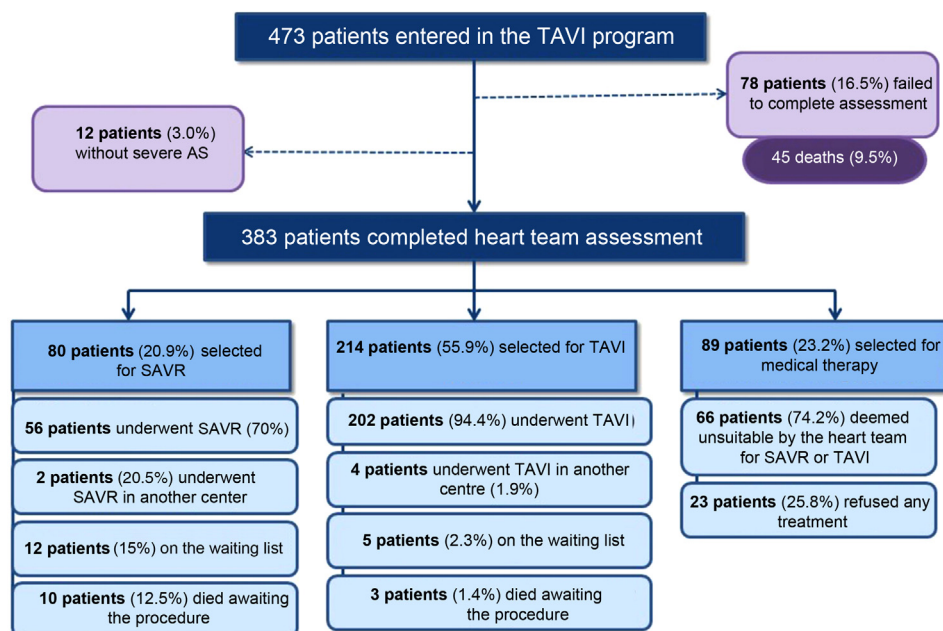 473 patients entered in the TAVI program
78 patients (16.5%) failed
to complete assessment
45 deaths (9.5%)
12 patients (3.0%)
without severe AS
383 patients completed heart team assessment
80 patients (20.9%) selected
for SAVR
56 patients underwent SAVR (70%)
2 patients (20.5%) underwent
SAVR in another center
12 patients (15%) on the waiting list
10 patients (12.5%) died awaiting
the procedure
214 patients (55.9%) selected for TAVI
202 patients (94.4%) underwent TAVI)
4 patients underwent TAVI in another
centre (1.9%)
5 patients (2.3%) on the waiting list
3 patients (1.4%) died awaiting
the procedure
89 patients (23.2%) selected for
medical therapy
66 patients (74.2%) deemed
unsuitable by the heart team
for SAVR or TAVI
23 patients (25.8%) refused any
treatment